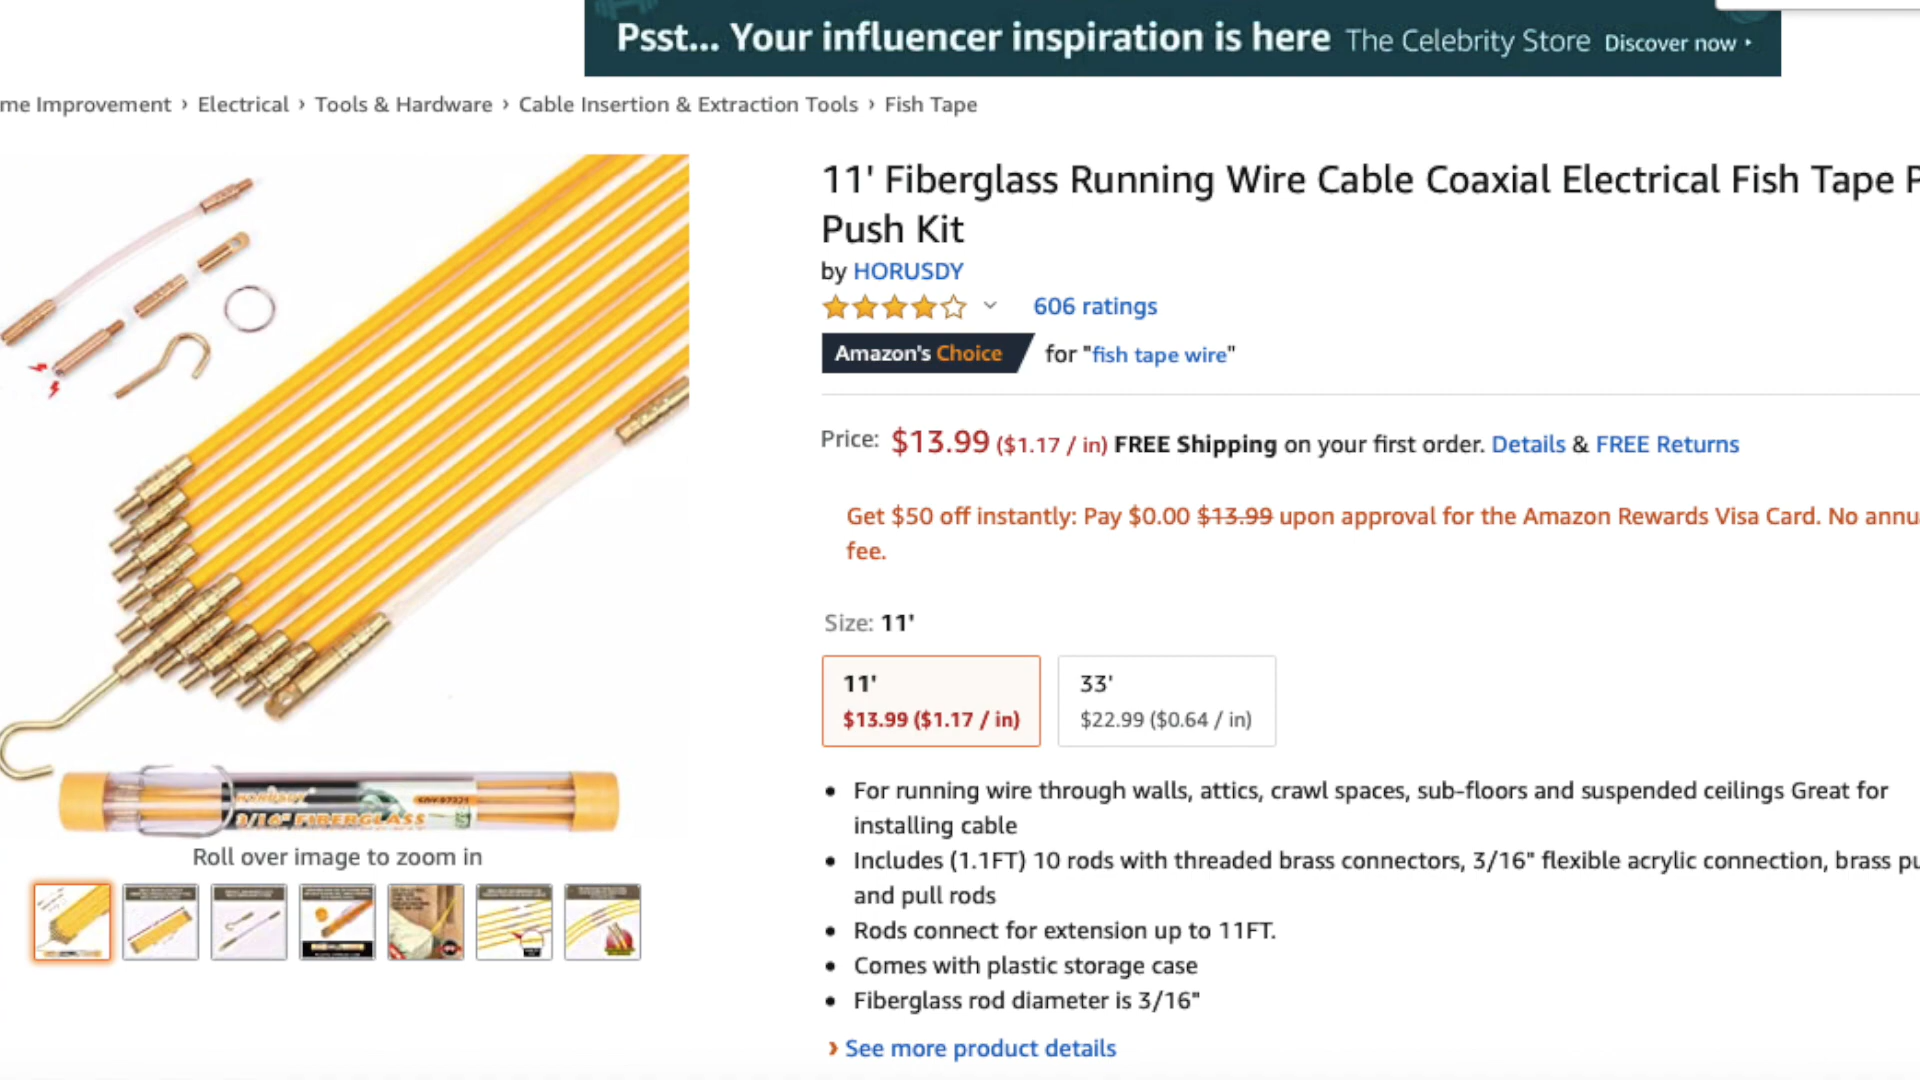 Psst... Your influencer inspiration is here The Celebrity Store Discover now
me Improvement › Electrical › Tools & Hardware › Cable Insertion & Extraction Tools › Fish Tape
11' Fiberglass Running Wire Cable Coaxial Electrical Fish Tape P
Push Kit
by HORUSDY
606 ratings
Amazon's Choice for "fish tape wire"
Price: $13.99 ($1.17 / in) FREE Shipping on your first order. Details & FREE Returns
Get $50 off instantly: Pay $0.00 $13.99 upon approval for the Amazon Rewards Visa Card. No annu
fee.
Size: 11'
11'
$13.99 ($1.17 / in)
33'
$22.99 ($0.64 / in)
• For running wire through walls, attics, crawl spaces, sub-floors and suspended ceilings Great for
installing cable
• Includes (1.1FT) 10 rods with threaded brass connectors, 3/16" flexible acrylic connection, brass pu
and pull rods
• Rods connect for extension up to 11FT.
• Comes with plastic storage case
• Fiberglass rod diameter is 3/16"
› See more product details
HORUSDY
3/16" FIBERGLASS
Roll over image to zoom in